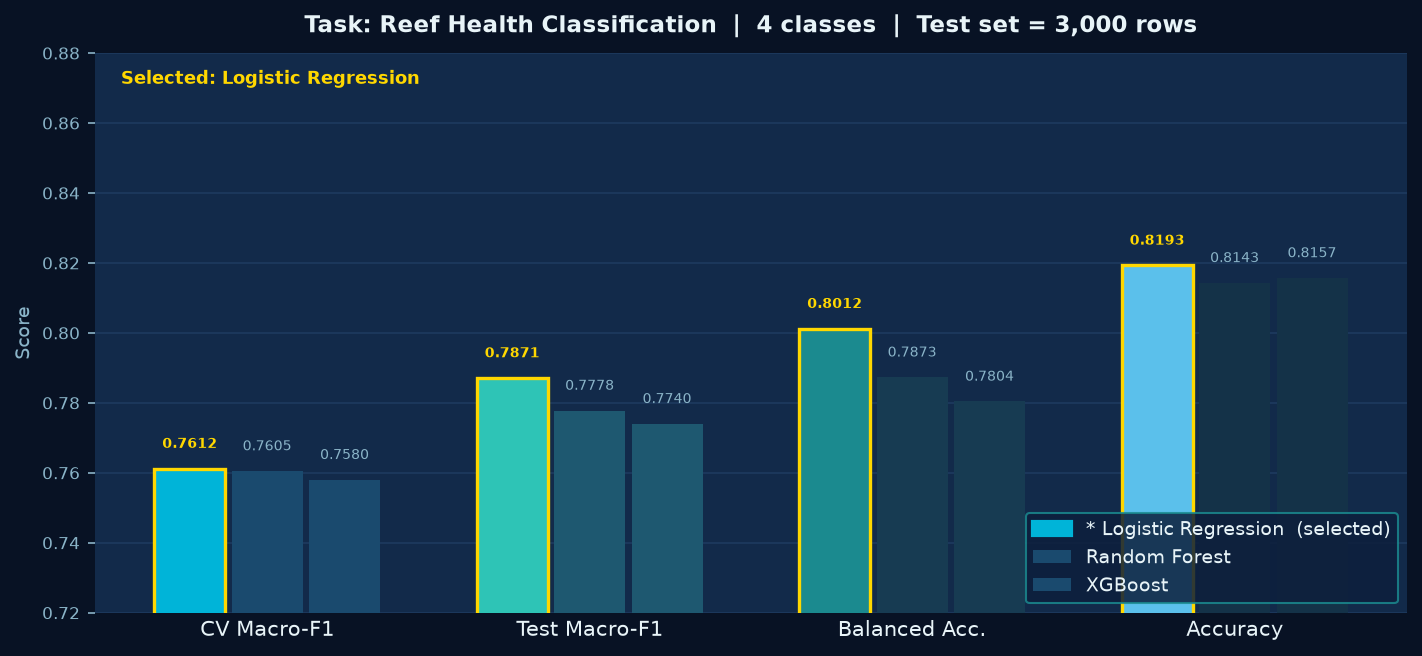 Task: Reef Health Classification | 4 classes | Test set = 3,000 rows
Selected: Logistic Regression
Score
0.88
0.86
0.84
0.82
0.80
0.78
0.76
0.74
0.72
0.7612
0.7605
0.7580
0.7871
0.7778
0.7740
0.8012
0.7873
0.7804
0.8193
0.8143
0.8157
* Logistic Regression (selected)
Random Forest
XGBoost
CV Macro-F1
Test Macro-F1
Balanced Acc.
Accuracy